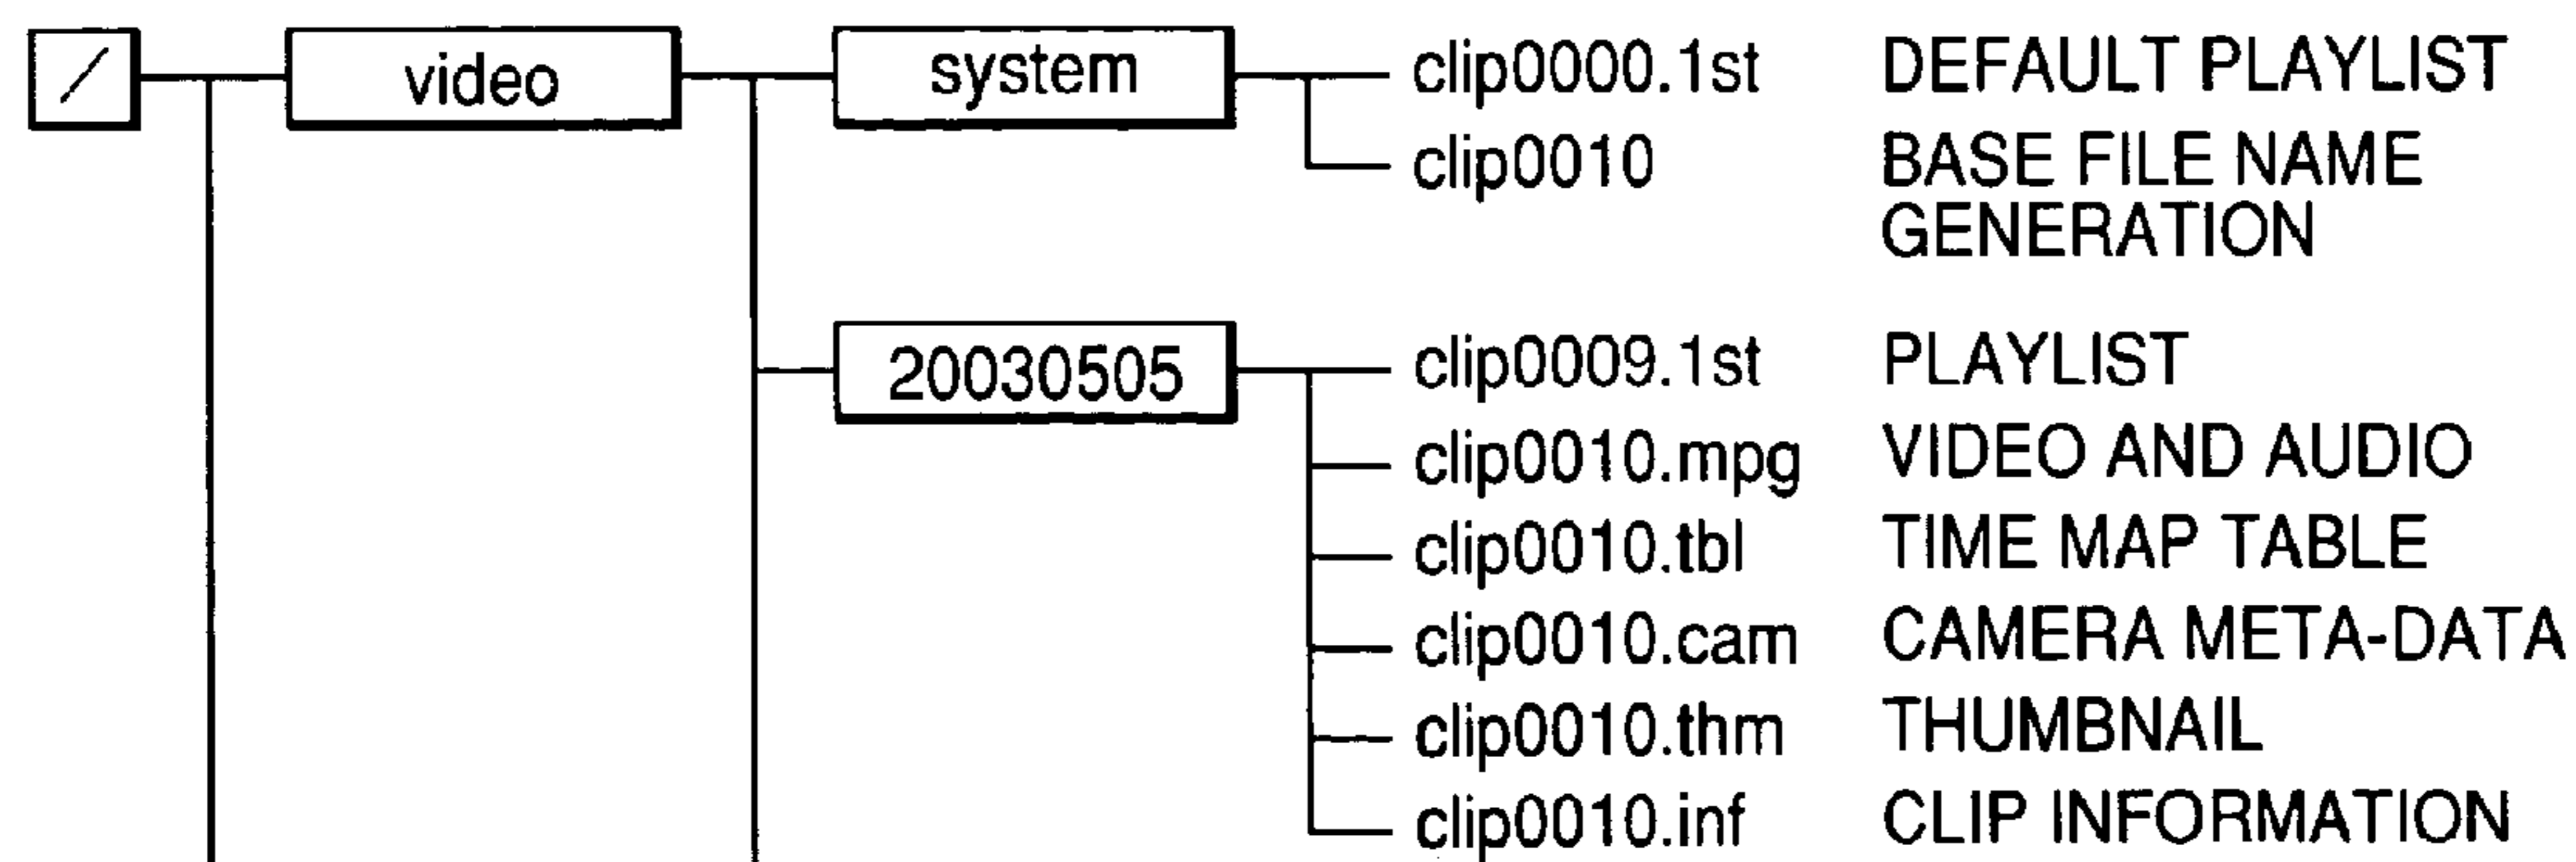 / video system clip0000.1st DEFAULT PLAYLIST
clip0010 BASE FILE NAME
GENERATION
20030505 clip0009.1st PLAYLIST
clip0010.mpg VIDEO AND AUDIO
clip0010.tbl TIME MAP TABLE
clip0010.cam CAMERA META-DATA
clip0010.thm THUMBNAIL
clip0010.inf CLIP INFORMATION